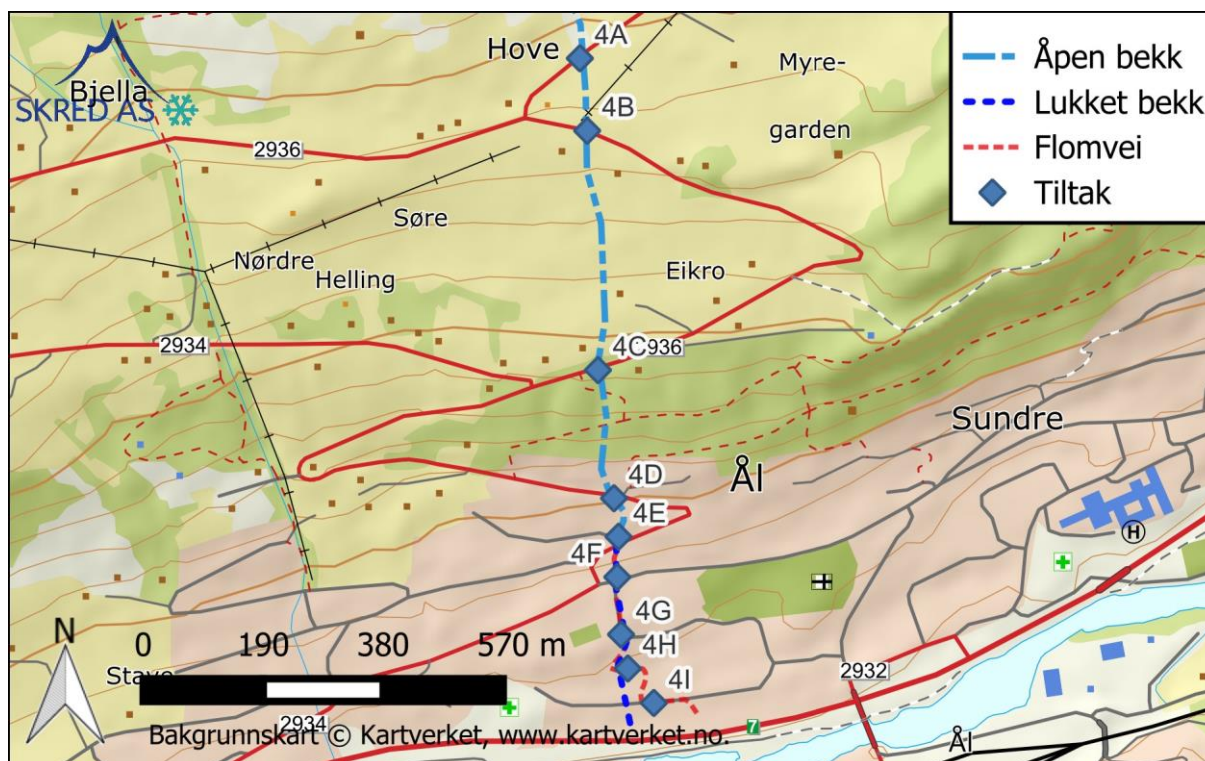 4A
Hove
Myre-
garden
Bjella
SKRED AS
4B
2936
Søre
Nørdre
Helling
Eikro
2934
4C
936
Sundre
Ål
4D
4E
4F
H
4G
4H
4I
N
0 190 380 570 m
2932
2934
7
Ål
Bakgrunnskart © Kartverket, www.kartverket.no.
Åpen bekk
Lukket bekk
Flomvei
Tiltak